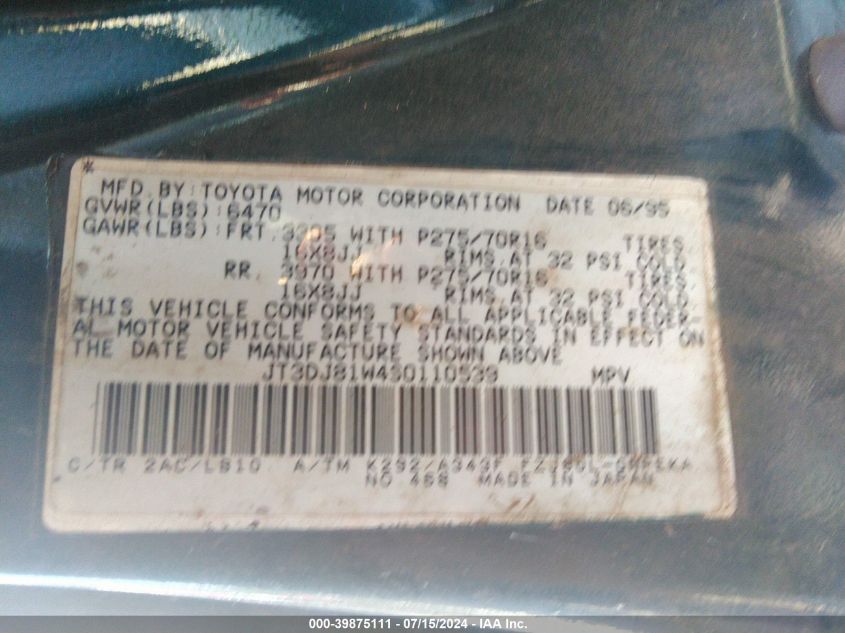 *
MFD. BY: TOYOTA MOTOR CORPORATION DATE 06/95
GVWR(LBS): 6470
GAWR(LBS): FRT. WITH P275/70R16 TIRES
16X8JJ RIMS.AT 32 PSI COLD.
RR. 3970 WITH P275/70R16 TIRES
16X8JJ RIMS.AT 32 PSI COLD.
THIS VEHICLE CONFORMS TO ALL APPLICABLE FEDER-
AL MOTOR VEHICLE SAFETY STANDARDS IN EFFECT ON
THE DATE OF MANUFACTURE SHOWN ABOVE
JT3DJ81W4S0110539 MPV
C/TR 2AC/LB10 A/TM K292/A343F
NO.488 MADE IN JAPAN
000-39875111 - 07/15/2024 - IAA